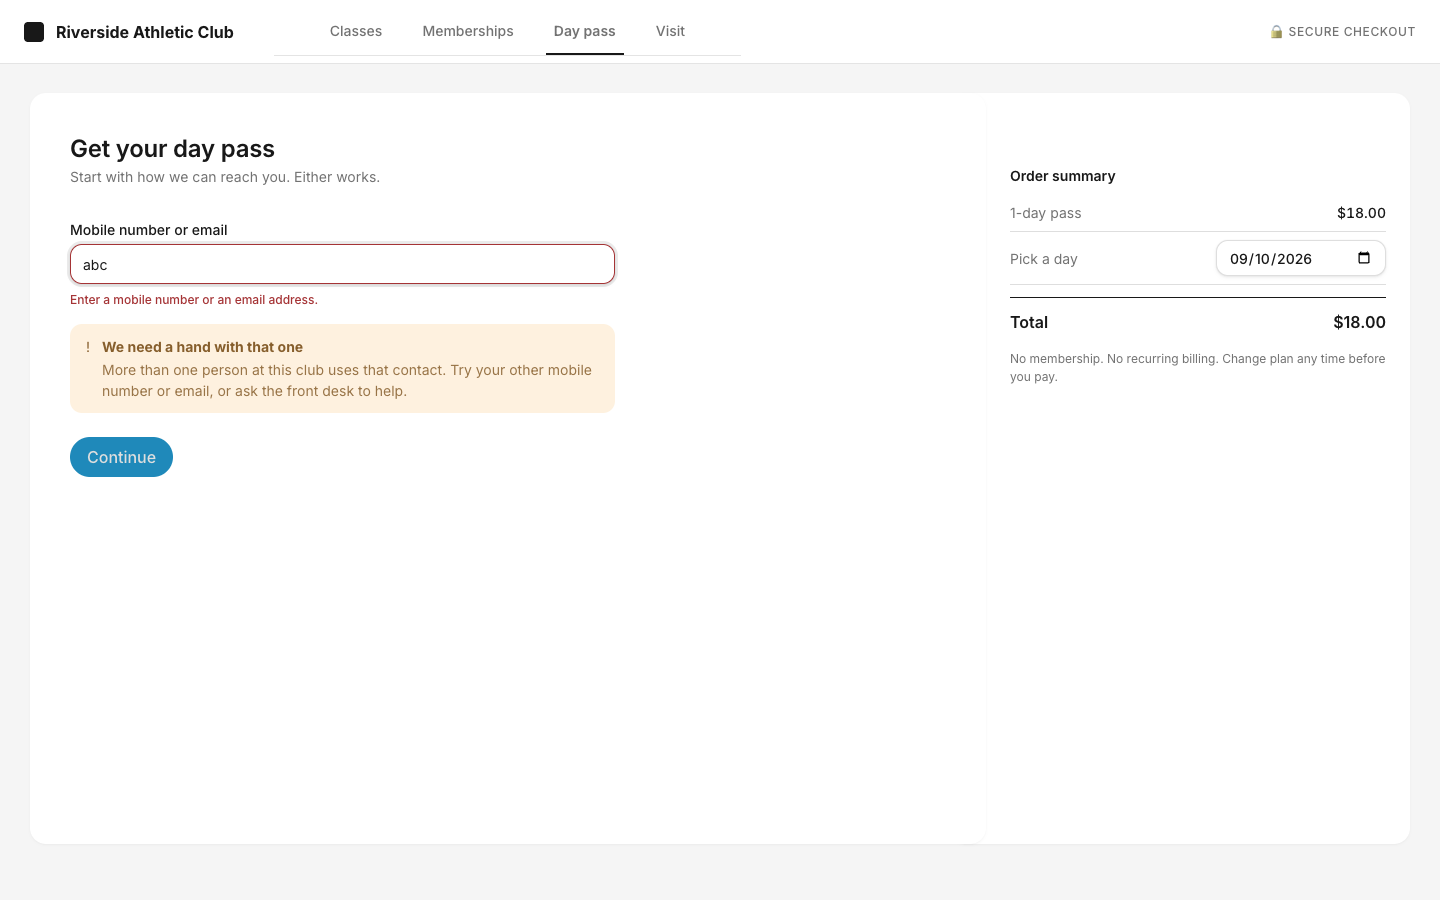 Riverside Athletic Club
Classes
Memberships
Day pass
Visit
🔒 SECURE CHECKOUT
Get your day pass
Start with how we can reach you. Either works.
Mobile number or email
abc
Enter a mobile number or an email address.
! We need a hand with that one
More than one person at this club uses that contact. Try your other mobile
number or email, or ask the front desk to help.
Continue
Order summary
1-day pass $18.00
Pick a day 09/10/2026
Total $18.00
No membership. No recurring billing. Change plan any time before
you pay.